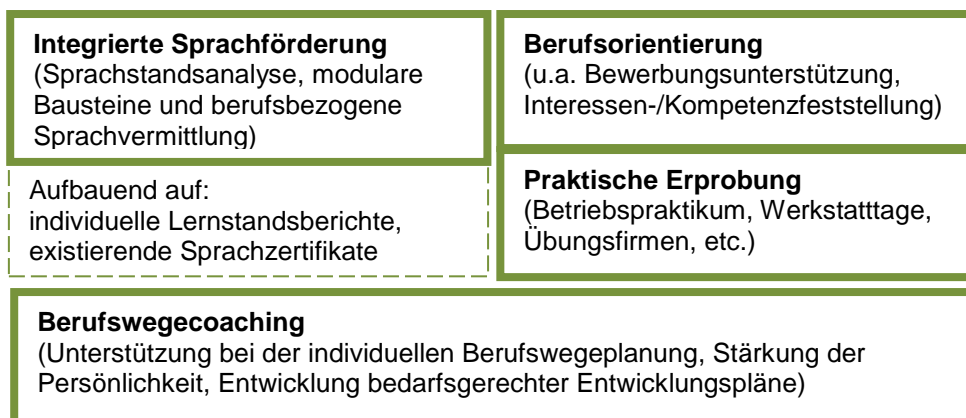 Integrierte Sprachförderung
(Sprachstandsanalyse, modulare
Bausteine und berufsbezogene
Sprachvermittlung)
Aufbauend auf:
individuelle Lernstandsberichte,
existierende Sprachzertifikate
Berufsorientierung
(u.a. Bewerbungsunterstützung,
Interessen-/Kompetenzfeststellung)
Praktische Erprobung
(Betriebspraktikum, Werkstatttage,
Übungsfirmen, etc.)
Berufswegecoaching
(Unterstützung bei der individuellen Berufswegeplanung, Stärkung der
Persönlichkeit, Entwicklung bedarfsgerechter Entwicklungspläne)